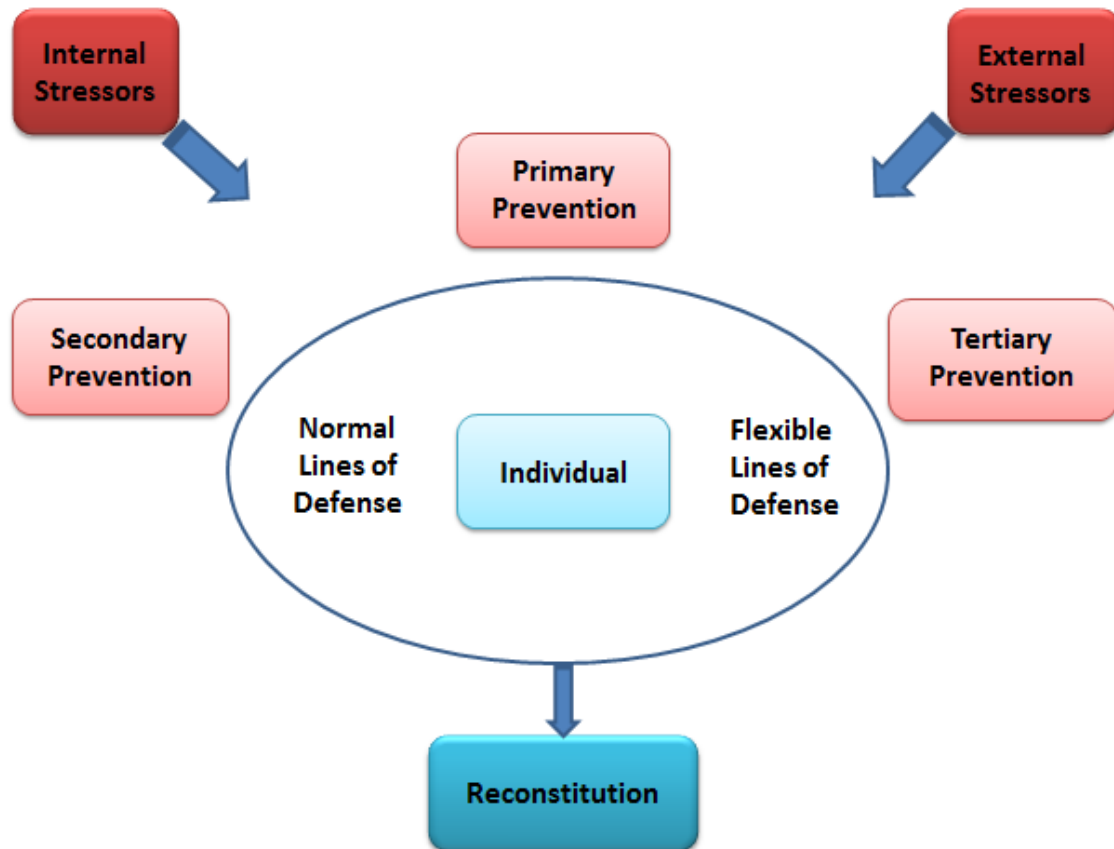 Internal
Stressors
External
Stressors
Primary
Prevention
Secondary
Prevention
Tertiary
Prevention
Normal
Lines of
Defense
Individual
Flexible
Lines of
Defense
Reconstitution